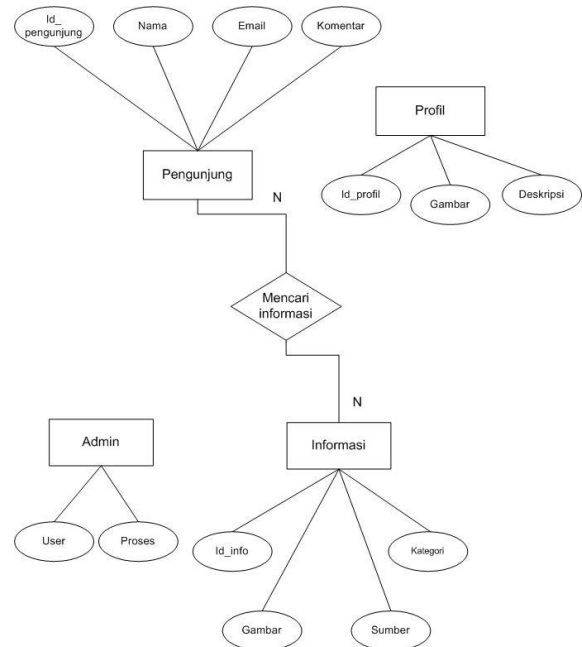 Id_
pengunjung
Nama
Email
Komentar
Profil
Pengunjung
N
Id_profil
Gambar
Deskripsi
Mencari
informasi
N
Admin
Informasi
User
Proses
Id_info
Kategori
Gambar
Sumber